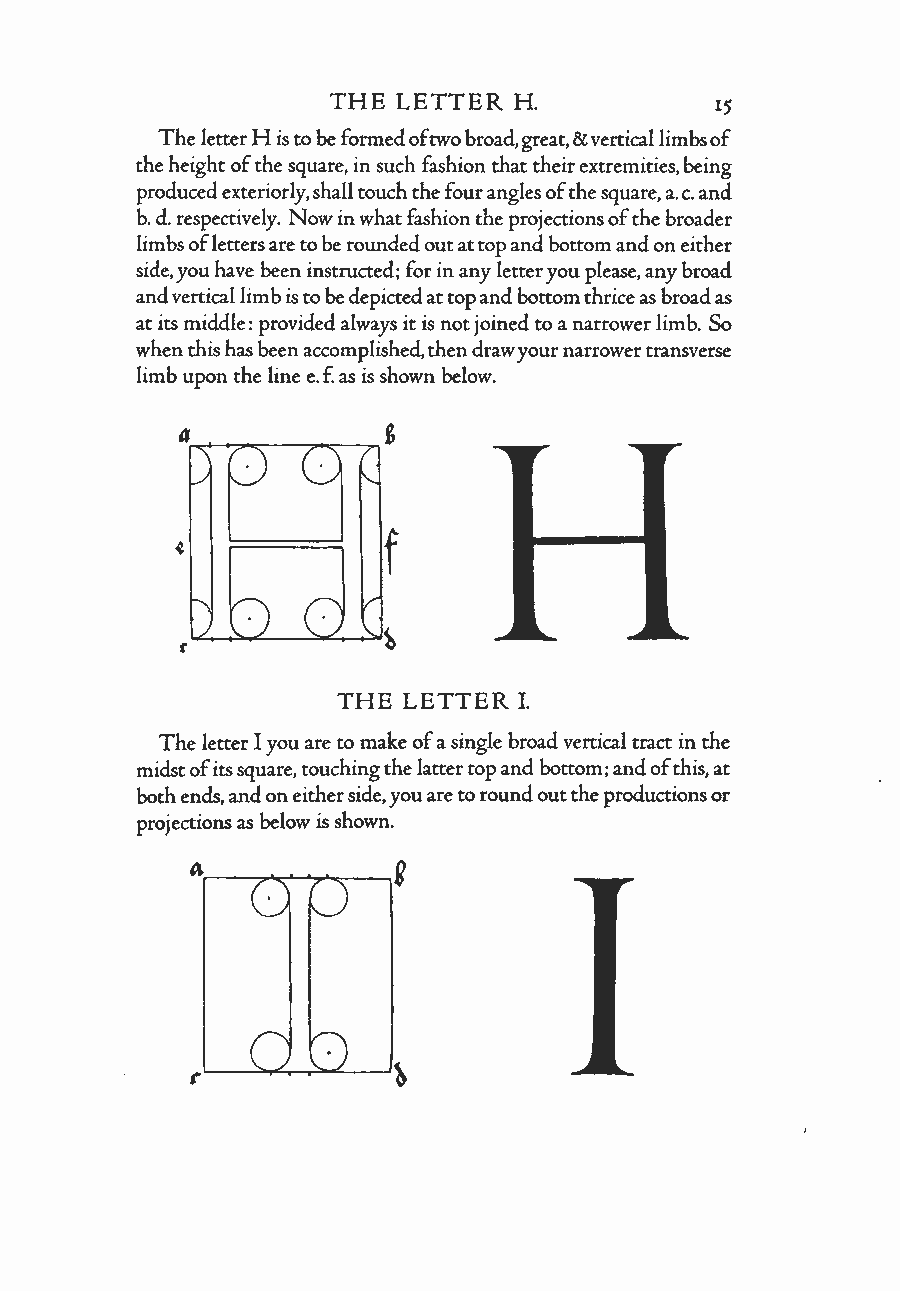 THE LETTER H. 15
The letter H is to be formed of two broad, great, & vertical limbs of
the height of the square, in such fashion that their extremities, being
produced exteriorly, shall touch the four angles of the square, a. c. and
b. d. respectively. Now in what fashion the projections of the broader
limbs of letters are to be rounded out at top and bottom and on either
side, you have been instructed; for in any letter you please, any broad
and vertical limb is to be depicted at top and bottom thrice as broad as
at its middle: provided always it is not joined to a narrower limb. So
when this has been accomplished, then draw your narrower transverse
limb upon the line e. f. as is shown below.
a b
H
e f
c d
THE LETTER I.
The letter I you are to make of a single broad vertical tract in the
midst of its square, touching the latter top and bottom; and of this, at
both ends, and on either side, you are to round out the productions or
projections as below is shown.
a b
I
c d